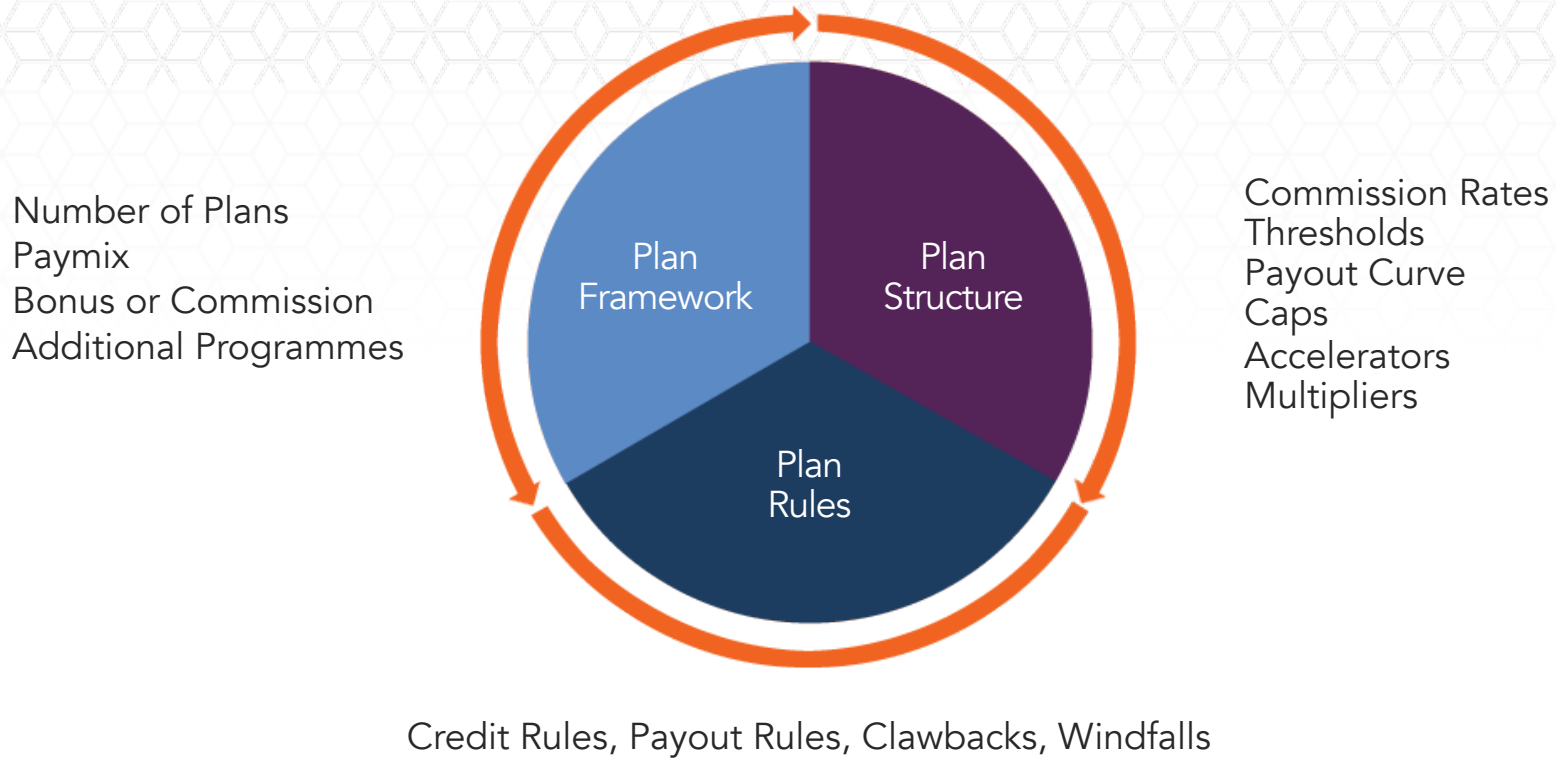 Number of Plans
Paymix
Bonus or Commission
Additional Programmes
Plan
Framework
Plan
Structure
Plan
Rules
Commission Rates
Thresholds
Payout Curve
Caps
Accelerators
Multipliers
Credit Rules, Payout Rules, Clawbacks, Windfalls